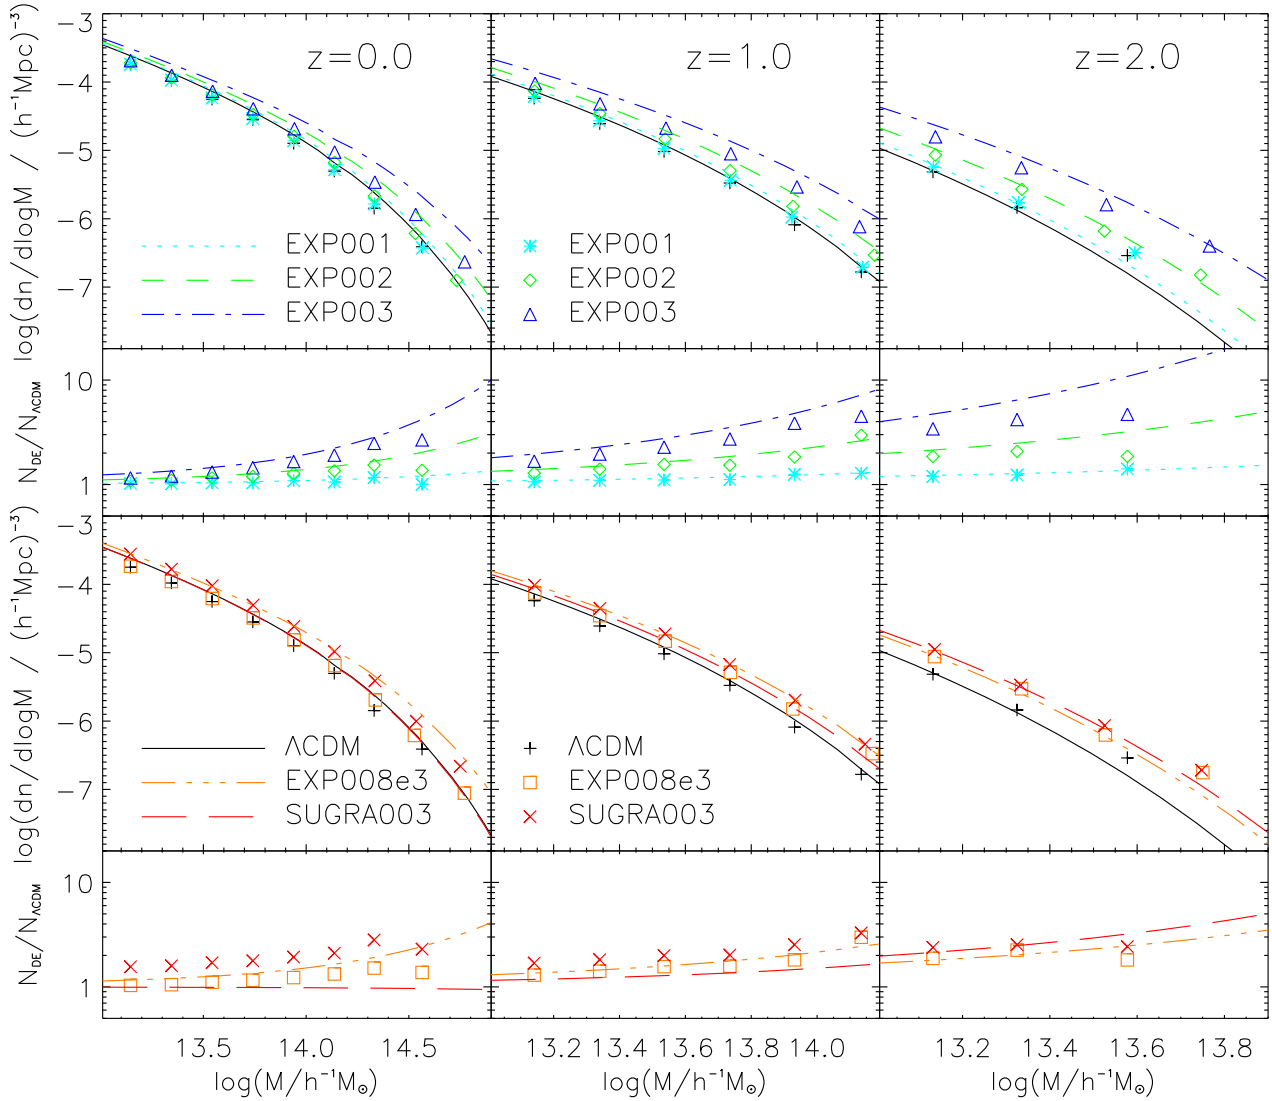 z=0.0 z=1.0 z=2.0
log(dn/dlogM / (h⁻¹Mpc)⁻³)
−3
−4
−5
−6
−7
EXP001 EXP001
EXP002 EXP002
EXP003 EXP003
N_DE/N_ΛCDM
10
1
log(dn/dlogM / (h⁻¹Mpc)⁻³)
−3
−4
−5
−6
−7
ΛCDM ΛCDM
EXP008e3 EXP008e3
SUGRA003 SUGRA003
N_DE/N_ΛCDM
10
1
13.5 14.0 14.5 13.2 13.4 13.6 13.8 14.0 13.2 13.4 13.6 13.8
log(M/h⁻¹M☉) log(M/h⁻¹M☉) log(M/h⁻¹M☉)